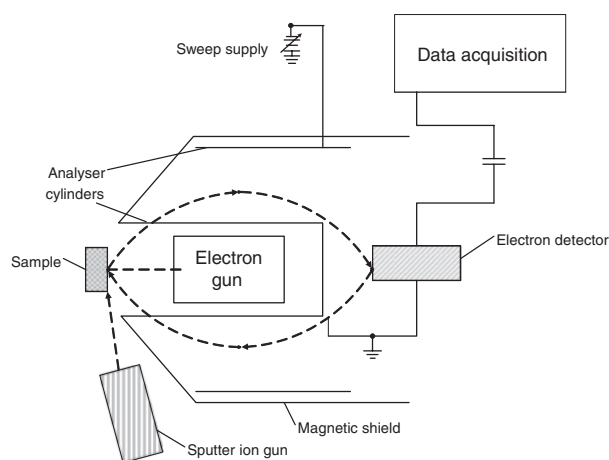 Sweep supply
Data acquisition
Analyser
cylinders
Electron detector
Sample
Electron
gun
Magnetic shield
Sputter ion gun